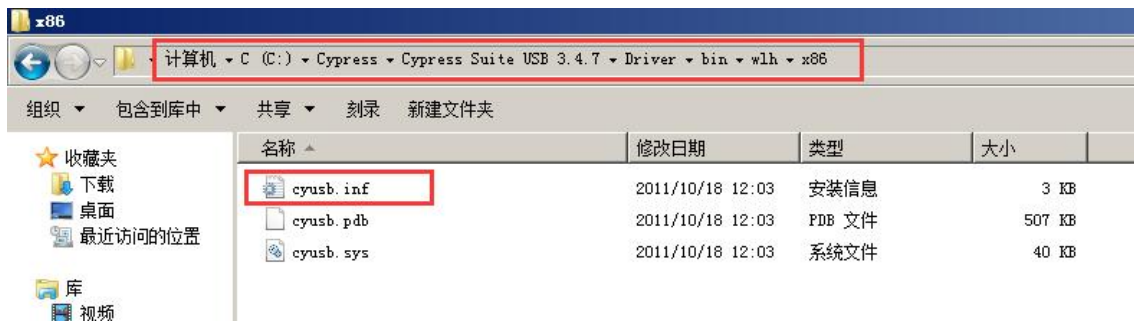 x86
计算机 C (C:) Cypress Cypress Suite USB 3.4.7 Driver bin wlh x86
组织 包含到库中 共享 刻录 新建文件夹
名称 修改日期 类型 大小
收藏夹
下载
桌面
最近访问的位置
库
视频
cyusb.inf 2011/10/18 12:03 安装信息 3 KB
cyusb.pdb 2011/10/18 12:03 PDB 文件 507 KB
cyusb.sys 2011/10/18 12:03 系统文件 40 KB